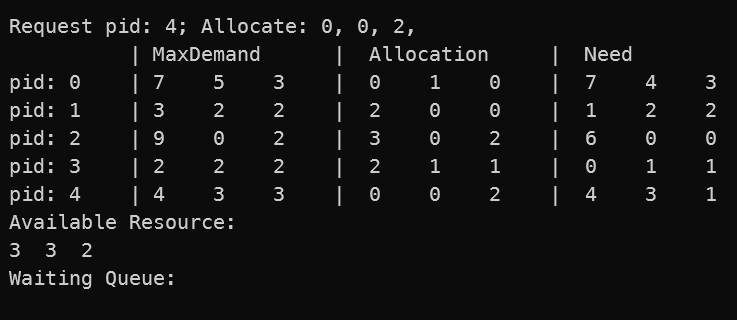 Request pid: 4; Allocate: 0, 0, 2,
          | MaxDemand      |  Allocation     |  Need
pid: 0    | 7    5    3    |  0    1    0    |  7    4    3
pid: 1    | 3    2    2    |  2    0    0    |  1    2    2
pid: 2    | 9    0    2    |  3    0    2    |  6    0    0
pid: 3    | 2    2    2    |  2    1    1    |  0    1    1
pid: 4    | 4    3    3    |  0    0    2    |  4    3    1
Available Resource:
3  3  2
Waiting Queue: